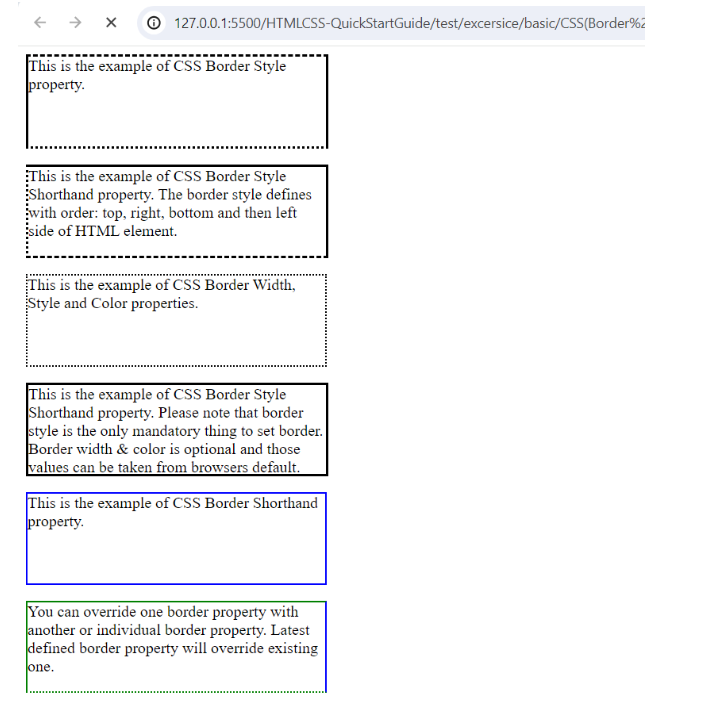 127.0.0.1:5500/HTMLCSS-QuickStartGuide/test/excersice/basic/CSS(Border%2
This is the example of CSS Border Style
property.
This is the example of CSS Border Style
Shorthand property. The border style defines
with order: top, right, bottom and then left
side of HTML element.
This is the example of CSS Border Width,
Style and Color properties.
This is the example of CSS Border Style
Shorthand property. Please note that border
style is the only mandatory thing to set border.
Border width & color is optional and those
values can be taken from browsers default.
This is the example of CSS Border Shorthand
property.
You can override one border property with
another or individual border property. Latest
defined border property will override existing
one.